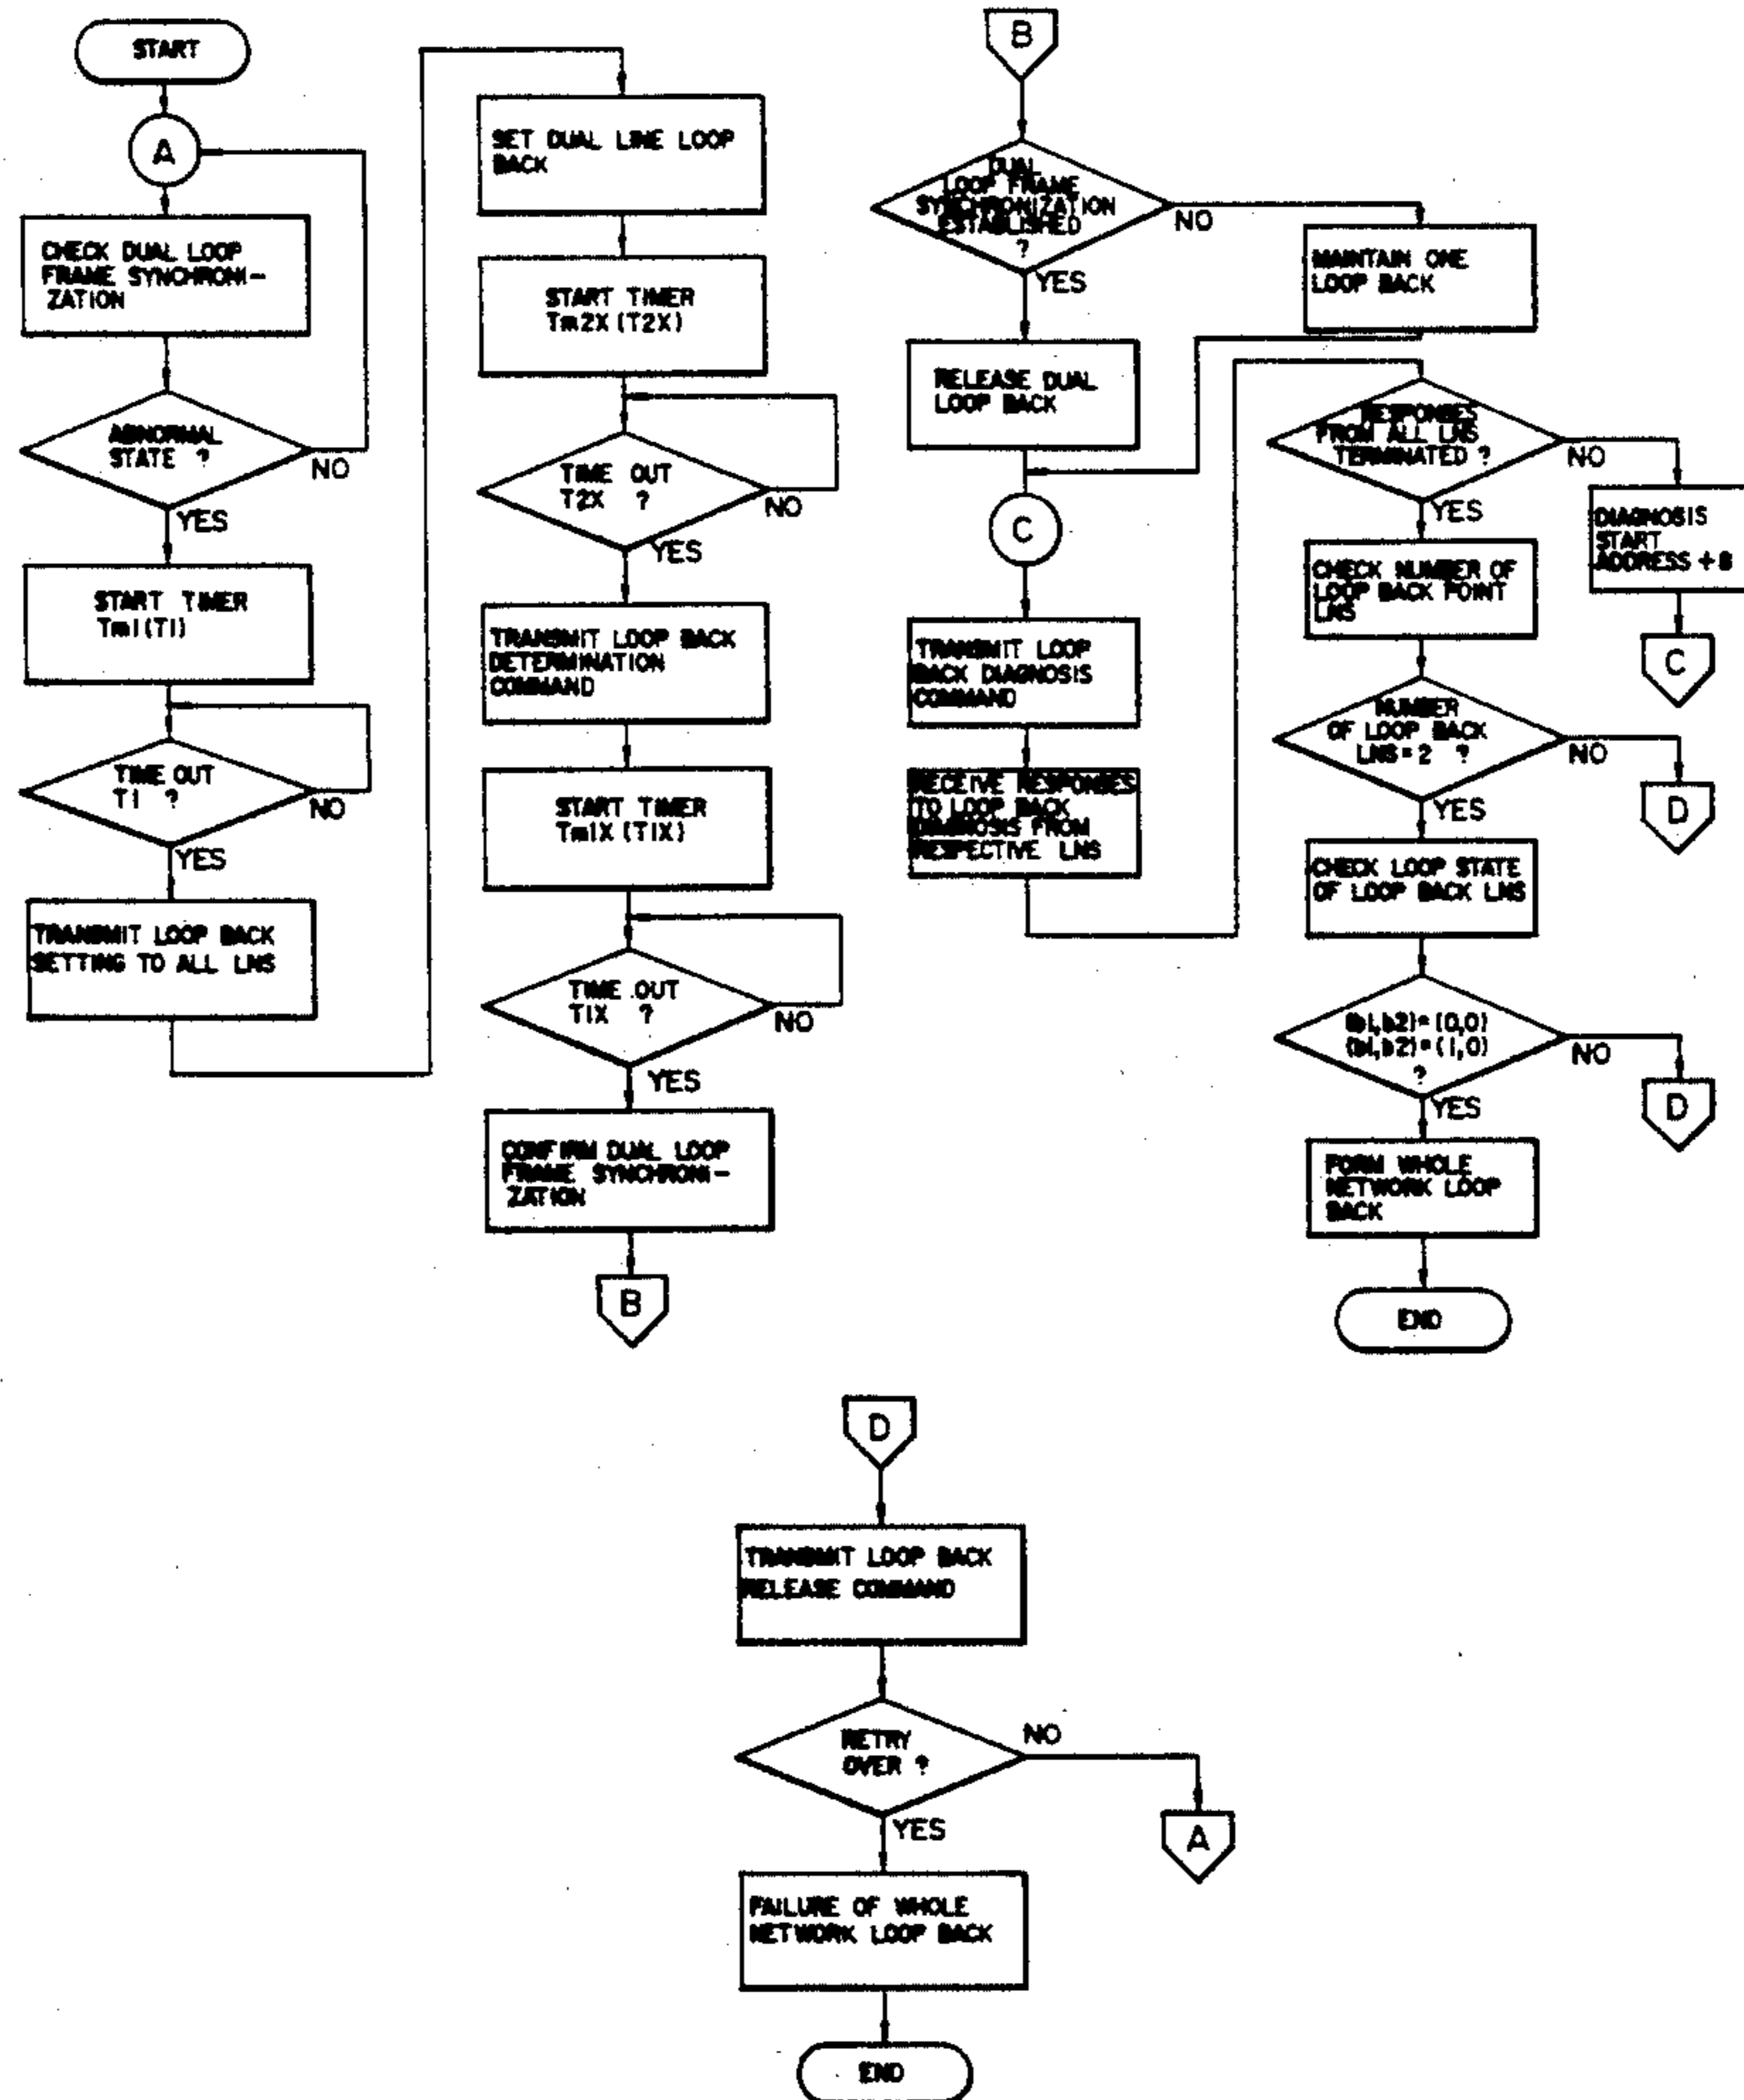 START
A
CHECK DUAL LOOP
FRAME SYNCHRONI-
ZATION
ABNORMAL
STATE ?
NO
YES
START TIMER
Tm1(T1)
TIME OUT
T1 ?
NO
YES
TRANSMIT LOOP BACK
SETTING TO ALL LNS
SET DUAL LINE LOOP
BACK
START TIMER
Tm2X (T2X)
TIME OUT
T2X ?
NO
YES
TRANSMIT LOOP BACK
DETERMINATION
COMMAND
START TIMER
Tm1X (T1X)
TIME OUT
T1X ?
NO
YES
CONFIRM DUAL LOOP
FRAME SYNCHRONI-
ZATION
B
B
DUAL
LOOP FRAME
SYNCHRONIZATION
ESTABLISHED
?
NO
YES
MAINTAIN ONE
LOOP BACK
RELEASE DUAL
LOOP BACK
C
TRANSMIT LOOP
BACK DIAGNOSIS
COMMAND
RECEIVE RESPONSES
TO LOOP BACK
DIAGNOSIS FROM
RESPECTIVE LNS
RESPONSES
FROM ALL LNS
TERMINATED ?
NO
YES
DIAGNOSIS
START
ADDRESS +
C
CHECK NUMBER OF
LOOP BACK POINT
LNS
NUMBER
OF LOOP BACK
LNS = 2 ?
NO
YES
D
CHECK LOOP STATE
OF LOOP BACK LNS
(b1,b2) = (0,0)
(b1,b2) = (1,0)
?
NO
YES
D
FORM WHOLE
NETWORK LOOP
BACK
END
D
TRANSMIT LOOP BACK
RELEASE COMMAND
RETRY
OVER ?
NO
YES
A
FAILURE OF WHOLE
NETWORK LOOP BACK
END